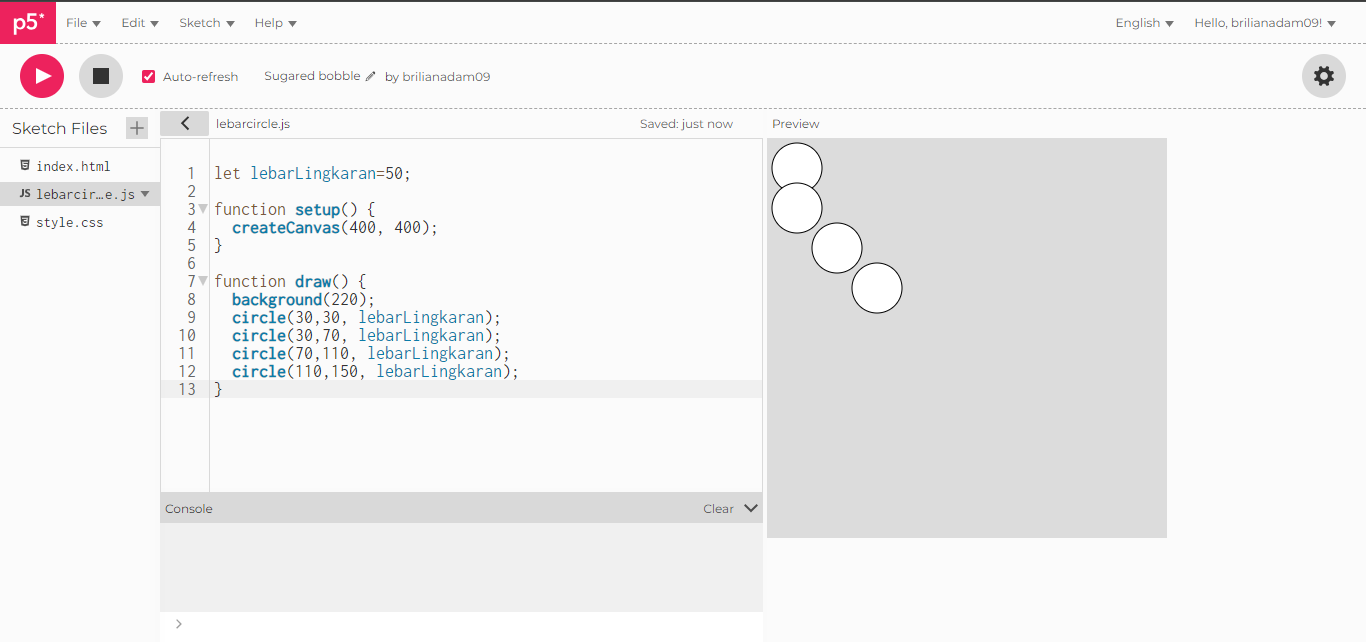 p5* File Edit Sketch Help English Hello, brilianadam09!
Auto-refresh Sugared bobble by brilianadam09
Sketch Files +
index.html
JS lebarcir…e.js
style.css
lebarcircle.js Saved: just now
1 let lebarLingkaran=50;
2
3 function setup() {
4 createCanvas(400, 400);
5 }
6
7 function draw() {
8 background(220);
9 circle(30,30, lebarLingkaran);
10 circle(30,70, lebarLingkaran);
11 circle(70,110, lebarLingkaran);
12 circle(110,150, lebarLingkaran);
13 }
Console Clear
>
Preview